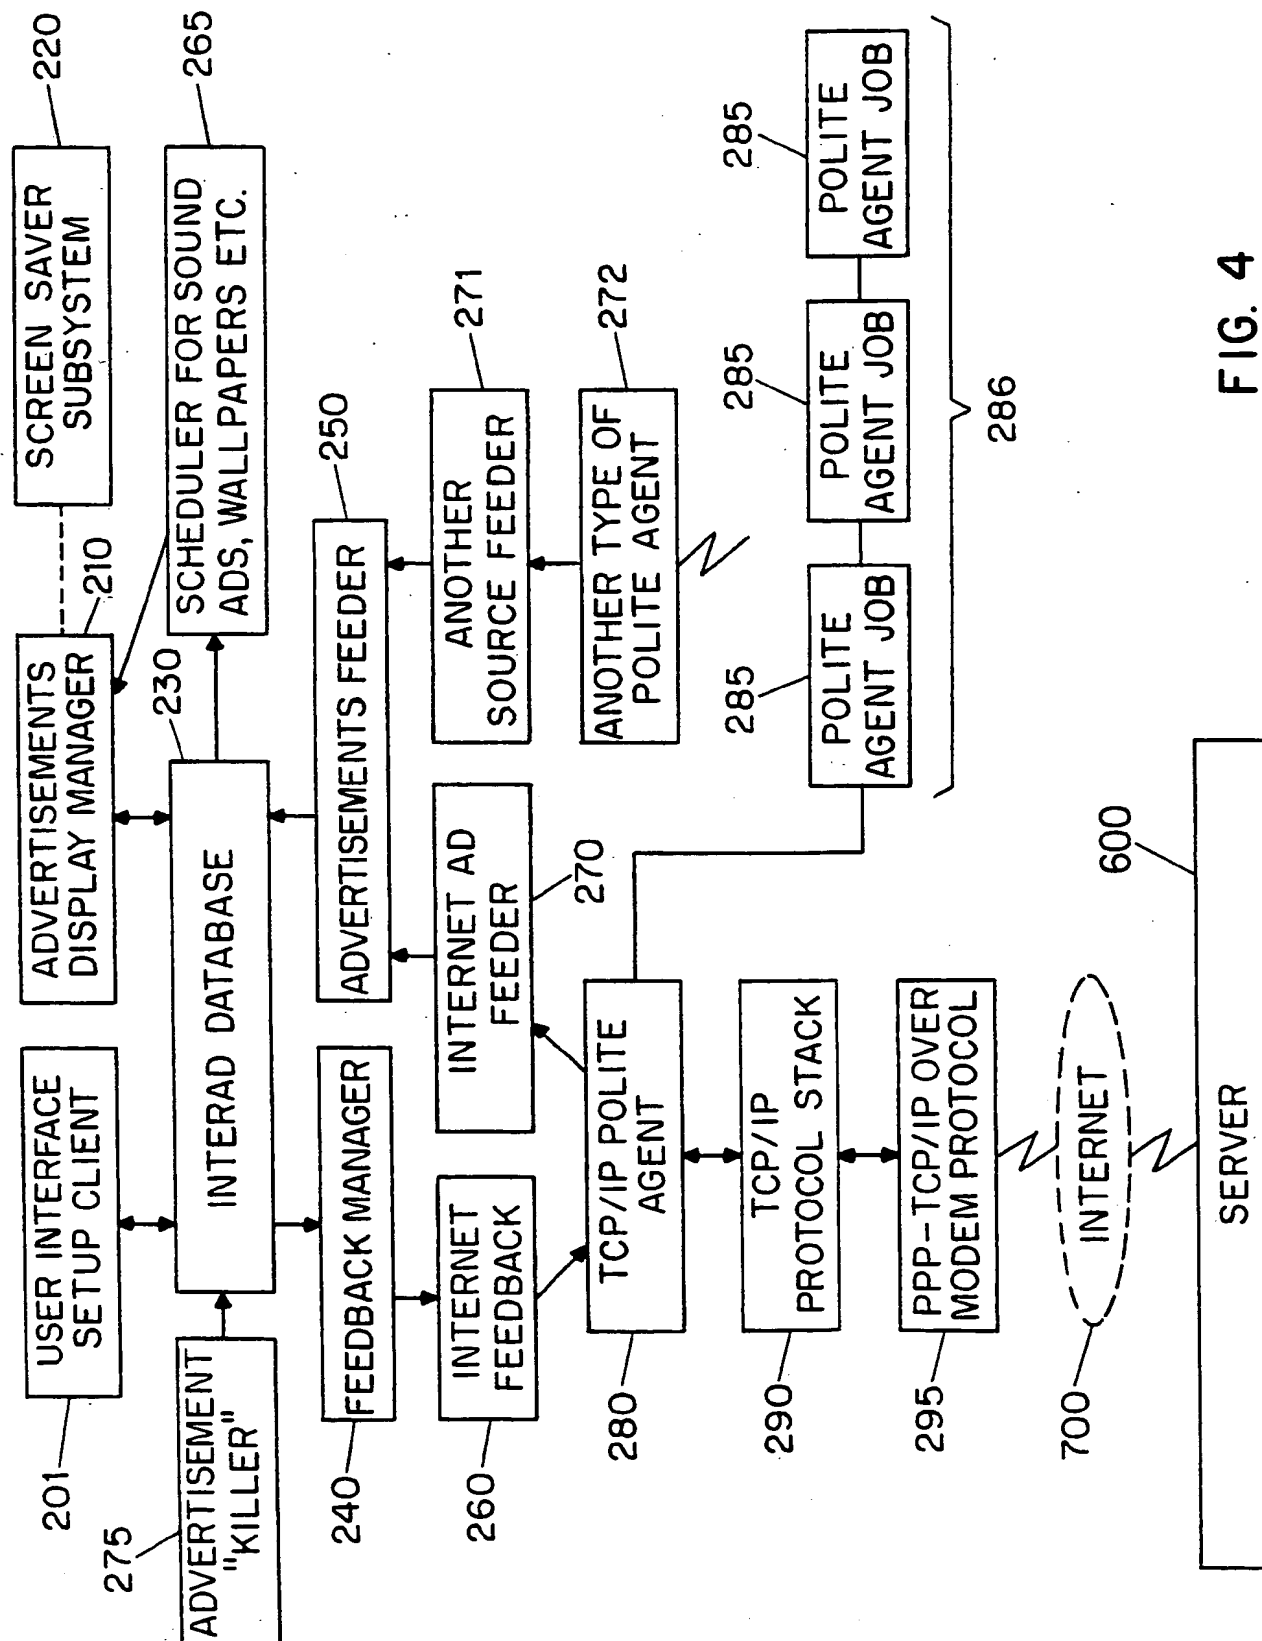 USER INTERFACE
SETUP CLIENT
201
ADVERTISEMENTS
DISPLAY MANAGER
210
SCREEN SAVER
SUBSYSTEM
220
ADVERTISEMENT
"KILLER"
275
INTERAD DATABASE
230
SCHEDULER FOR SOUND
ADS, WALLPAPERS ETC.
265
FEEDBACK MANAGER
240
ADVERTISEMENTS FEEDER
250
INTERNET
FEEDBACK
260
INTERNET AD
FEEDER
270
ANOTHER
SOURCE FEEDER
271
TCP/IP POLITE
AGENT
280
ANOTHER TYPE OF
POLITE AGENT
272
TCP/IP
PROTOCOL STACK
290
285
POLITE
AGENT JOB
285
POLITE
AGENT JOB
285
POLITE
AGENT JOB
286
PPP-TCP/IP OVER
MODEM PROTOCOL
295
INTERNET
700
600
SERVER
FIG. 4